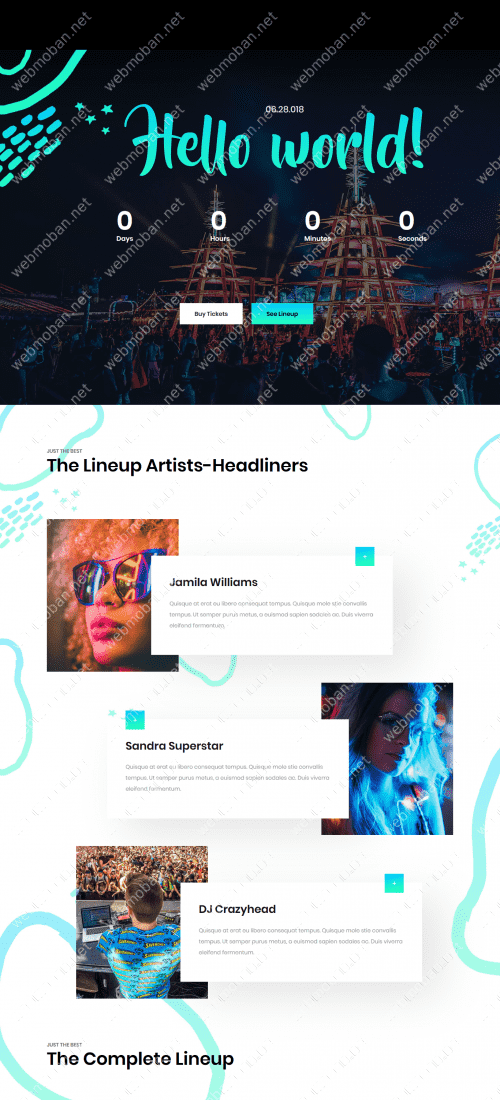 webmoban.net
06.28.018
Hello world!
0 0 0 0
Days Hours Minutes Seconds
Buy Tickets See Lineup
JUST THE BEST
The Lineup Artists-Headliners
+
Jamila Williams
Quisque at erat eu libero consequat tempus. Quisque mole stie convallis
tempus. Ut semper purus metus, a euismod sapien sodales ac. Duis viverra
eleifend fermentum.
Sandra Superstar
Quisque at erat eu libero consequat tempus. Quisque mole stie convallis
tempus. Ut semper purus metus, a euismod sapien sodales ac. Duis viverra
eleifend fermentum.
+
DJ Crazyhead
Quisque at erat eu libero consequat tempus. Quisque mole stie convallis
tempus. Ut semper purus metus, a euismod sapien sodales ac. Duis viverra
eleifend fermentum.
JUST THE BEST
The Complete Lineup